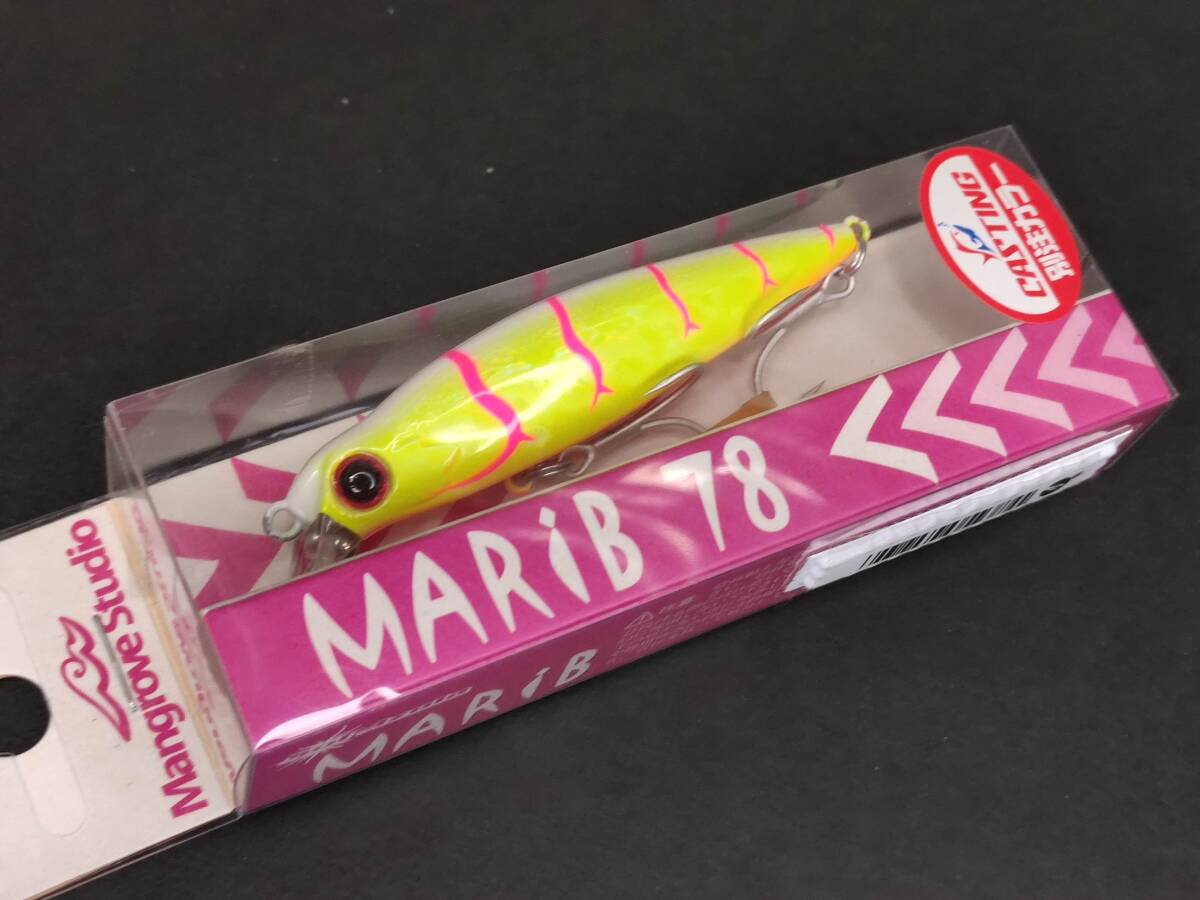 Mangrove Studio
MARiB 78
MARiB
CASTING
別注カラー